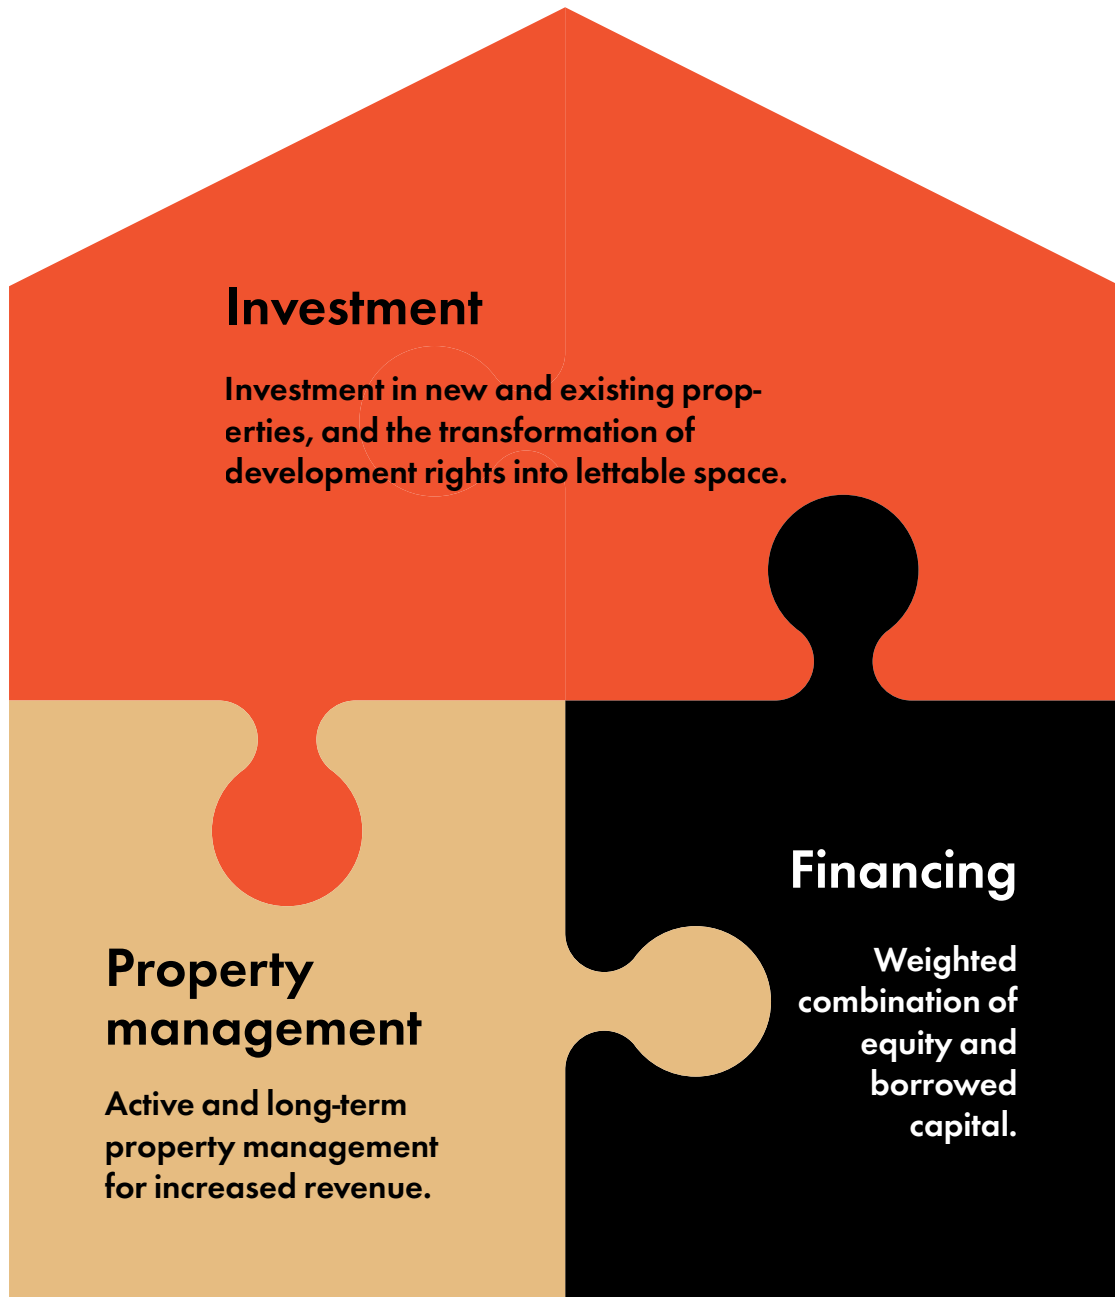 Investment
Investment in new and existing prop-
erties, and the transformation of
development rights into lettable space.
Property
management
Active and long-term
property management
for increased revenue.
Financing
Weighted
combination of
equity and
borrowed
capital.